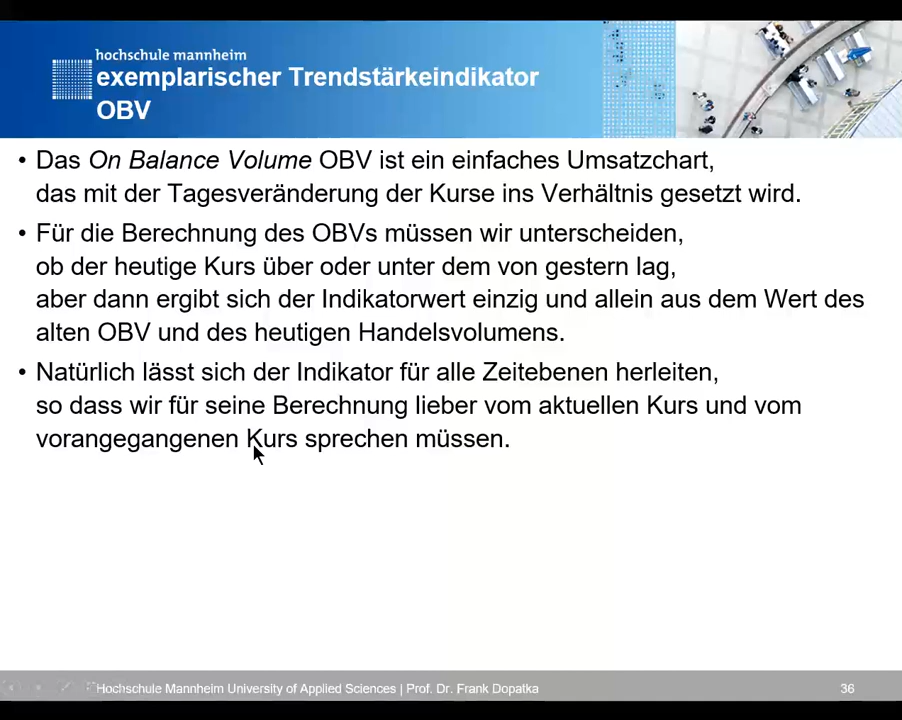 hochschule mannheim
exemplarischer Trendstärkeindikator
OBV
• Das On Balance Volume OBV ist ein einfaches Umsatzchart,
das mit der Tagesveränderung der Kurse ins Verhältnis gesetzt wird.
• Für die Berechnung des OBVs müssen wir unterscheiden,
ob der heutige Kurs über oder unter dem von gestern lag,
aber dann ergibt sich der Indikatorwert einzig und allein aus dem Wert des
alten OBV und des heutigen Handelsvolumens.
• Natürlich lässt sich der Indikator für alle Zeitebenen herleiten,
so dass wir für seine Berechnung lieber vom aktuellen Kurs und vom
vorangegangenen Kurs sprechen müssen.
Hochschule Mannheim University of Applied Sciences | Prof. Dr. Frank Dopatka
36